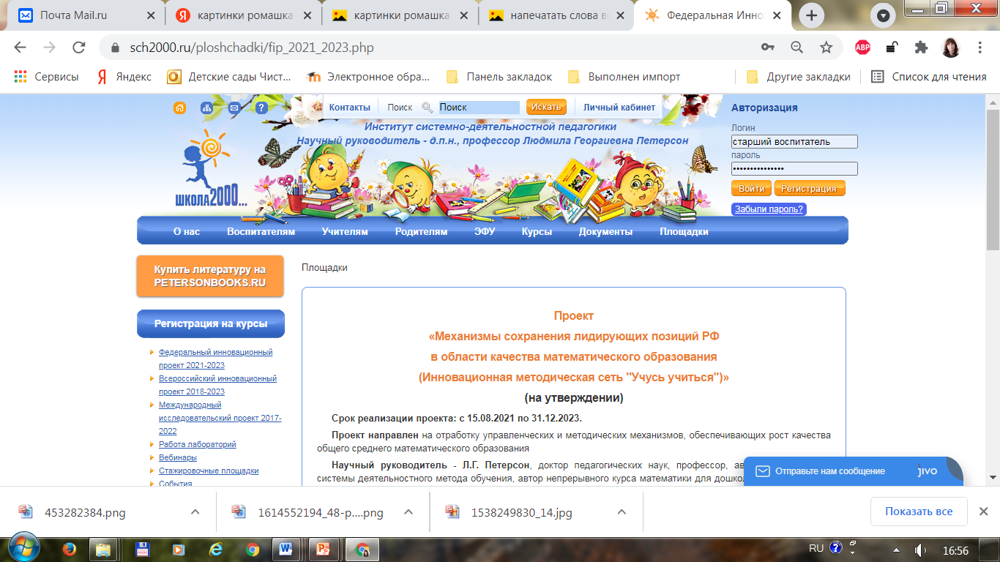 Почта Mail.ru
картинки ромашка
картинки ромашка
напечатать слова в
Федеральная Инно
sch2000.ru/ploshchadki/fip_2021_2023.php
ABP
Сервисы
Яндекс
Детские сады Чист...
Электронное обра...
Панель закладок
Выполнен импорт
Другие закладки
Список для чтения
Контакты
Поиск
Поиск
Искать
Личный кабинет
Институт системно-деятельностной педагогики
Научный руководитель - д.п.н., профессор Людмила Георгиевна Петерсон
школа2000...
Авторизация
Логин
старший воспитатель
пароль
•••••••••••••••
Войти
Регистрация
Забыли пароль?
О нас
Воспитателям
Учителям
Родителям
ЭФУ
Курсы
Документы
Площадки
Купить литературу на
PETERSONBOOKS.RU
Регистрация на курсы
Федеральный инновационный
проект 2021-2023
Всероссийский инновационный
проект 2018-2023
Международный
исследовательский проект 2017-
2022
Работа лабораторий
Вебинары
Стажировочные площадки
События
Площадки
Проект
«Механизмы сохранения лидирующих позиций РФ
в области качества математического образования
(Инновационная методическая сеть "Учусь учиться")»
(на утверждении)
Срок реализации проекта: с 15.08.2021 по 31.12.2023.
Проект направлен на отработку управленческих и методических механизмов, обеспечивающих рост качества
общего среднего математического образования
Научный руководитель - Л.Г. Петерсон, доктор педагогических наук, профессор, ав
системы деятельностного метода обучения, автор непрерывного курса математики для дошкол
Отправьте нам сообщение
jivo
453282384.png
1614552194_48-p....png
1538249830_14.jpg
Показать все
RU
16:56